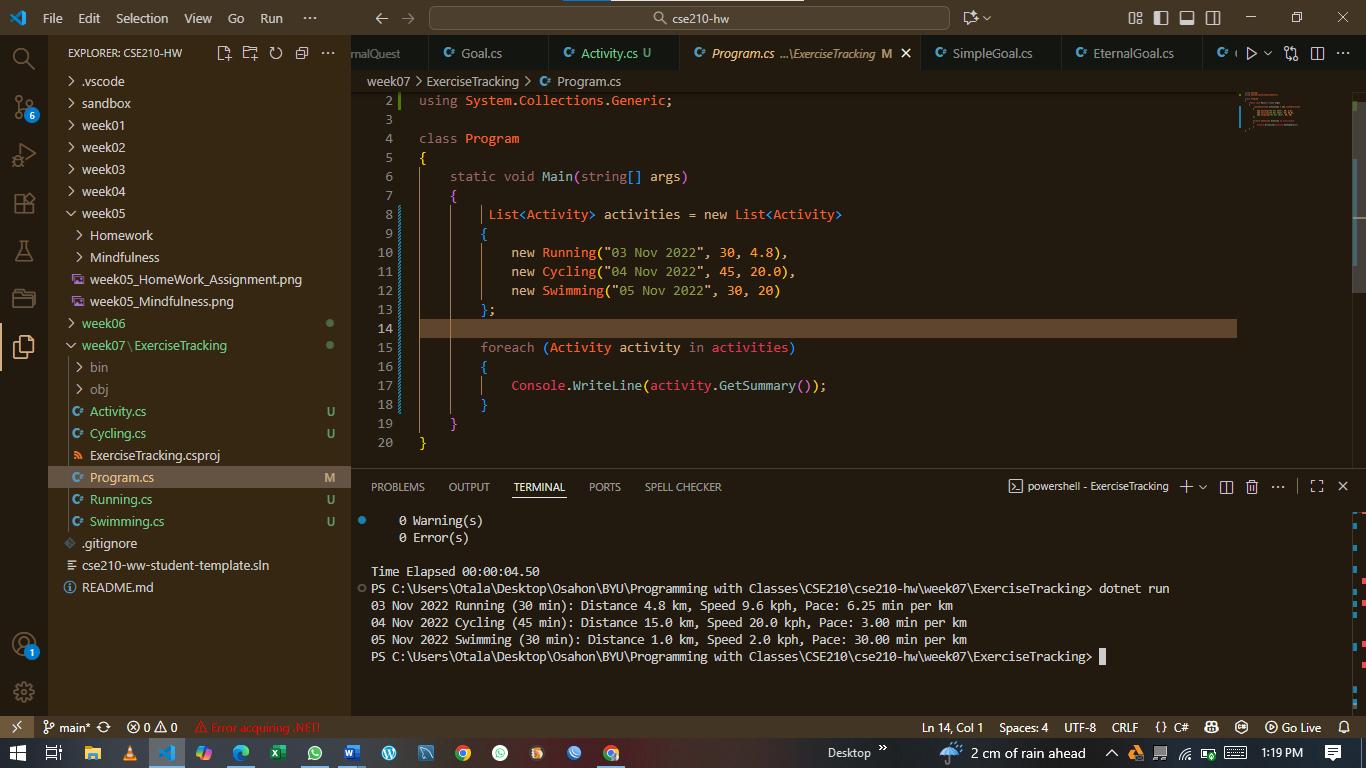 File Edit Selection View Go Run ··· cse210-hw
EXPLORER: CSE210-HW
.vscode
sandbox
week01
week02
week03
week04
week05
Homework
Mindfulness
week05_HomeWork_Assignment.png
week05_Mindfulness.png
week06
week07\ExerciseTracking
bin
obj
Activity.cs U
Cycling.cs U
ExerciseTracking.csproj
Program.cs M
Running.cs U
Swimming.cs U
.gitignore
cse210-ww-student-template.sln
README.md
6
1
rnalQuest Goal.cs Activity.cs U Program.cs ...\ExerciseTracking M SimpleGoal.cs EternalGoal.cs
week07 > ExerciseTracking > Program.cs
2 using System.Collections.Generic;
3
4 class Program
5 {
6 static void Main(string[] args)
7 {
8 List<Activity> activities = new List<Activity>
9 {
10 new Running("03 Nov 2022", 30, 4.8),
11 new Cycling("04 Nov 2022", 45, 20.0),
12 new Swimming("05 Nov 2022", 30, 20)
13 };
14
15 foreach (Activity activity in activities)
16 {
17 Console.WriteLine(activity.GetSummary());
18 }
19 }
20 }
PROBLEMS OUTPUT TERMINAL PORTS SPELL CHECKER powershell - ExerciseTracking
0 Warning(s)
0 Error(s)
Time Elapsed 00:00:04.50
PS C:\Users\Otala\Desktop\Osahon\BYU\Programming with Classes\CSE210\cse210-hw\week07\ExerciseTracking> dotnet run
03 Nov 2022 Running (30 min): Distance 4.8 km, Speed 9.6 kph, Pace: 6.25 min per km
04 Nov 2022 Cycling (45 min): Distance 15.0 km, Speed 20.0 kph, Pace: 3.00 min per km
05 Nov 2022 Swimming (30 min): Distance 1.0 km, Speed 2.0 kph, Pace: 30.00 min per km
PS C:\Users\Otala\Desktop\Osahon\BYU\Programming with Classes\CSE210\cse210-hw\week07\ExerciseTracking>
main* 0 0 Error acquiring .NET! Ln 14, Col 1 Spaces: 4 UTF-8 CRLF {} C# Go Live
Desktop » 2 cm of rain ahead 1:19 PM